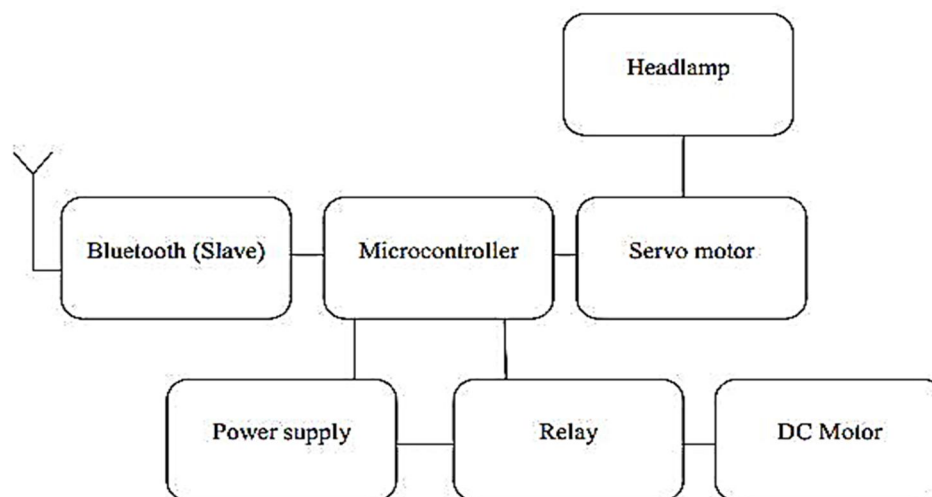 Headlamp
Bluetooth (Slave)
Microcontroller
Servo motor
Power supply
Relay
DC Motor